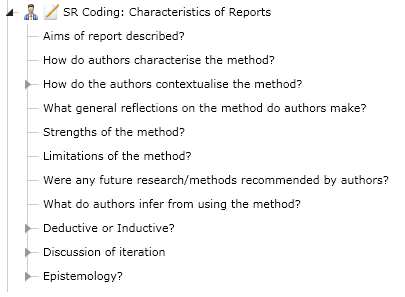 SR Coding: Characteristics of Reports
Aims of report described?
How do authors characterise the method?
How do the authors contextualise the method?
What general reflections on the method do authors make?
Strengths of the method?
Limitations of the method?
Were any future research/methods recommended by authors?
What do authors infer from using the method?
Deductive or Inductive?
Discussion of iteration
Epistemology?